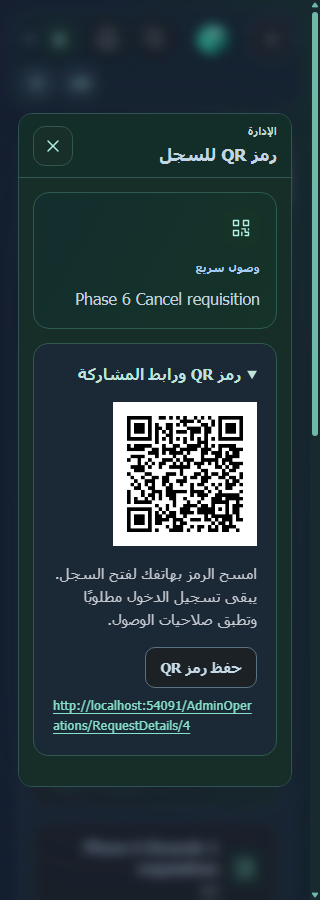 الإدارة
رمز QR للسجل
وصول سريع
Phase 6 Cancel requisition
▼ رمز QR ورابط المشاركة
امسح الرمز بهاتفك لفتح السجل.
يبقى تسجيل الدخول مطلوبًا
وتطبق صلاحيات الوصول.
حفظ رمز QR
http://localhost:54091/AdminOper
ations/RequestDetails/4